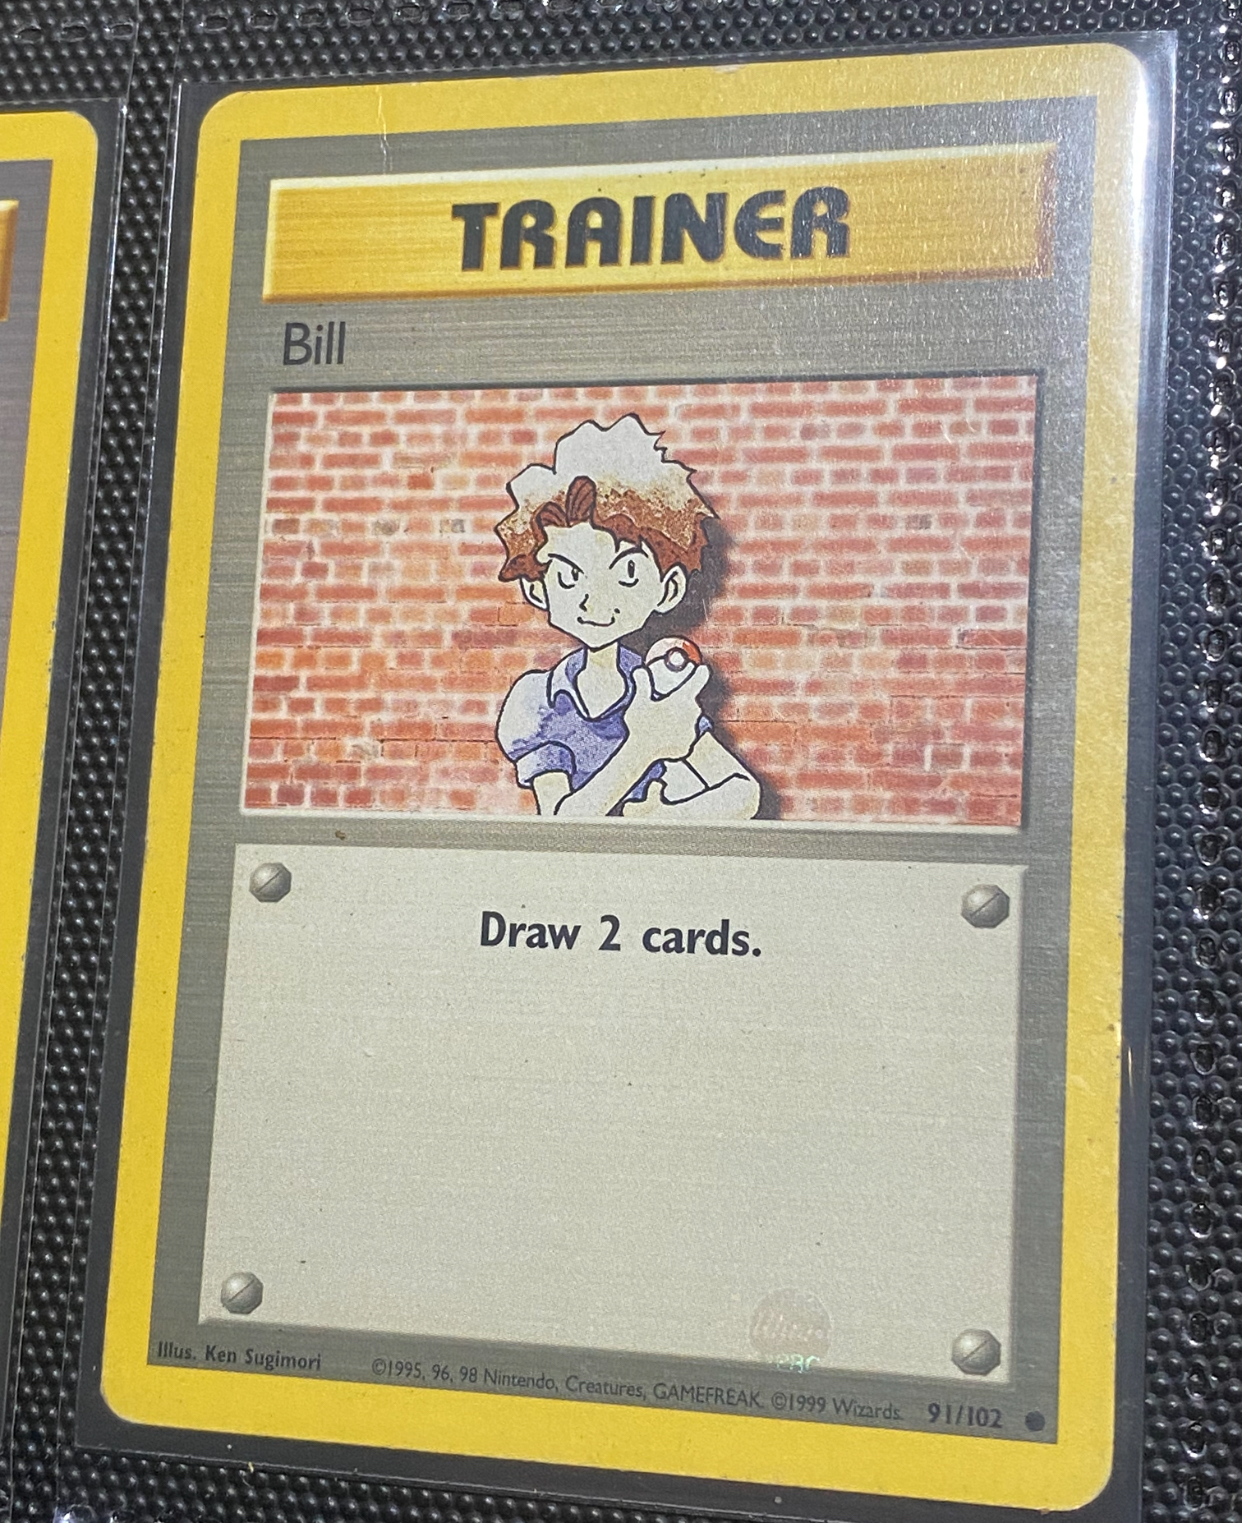 TRAINER
Bill
Draw 2 cards.
Illus. Ken Sugimori ©1995, 96, 98 Nintendo, Creatures, GAMEFREAK. ©1999 Wizards. 91/102